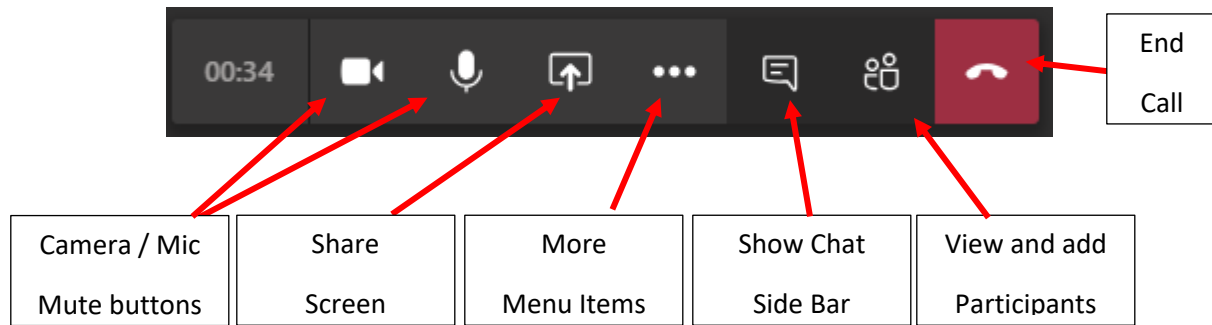 00:34
End
Call
Camera / Mic
Mute buttons
Share
Screen
More
Menu Items
Show Chat
Side Bar
View and add
Participants